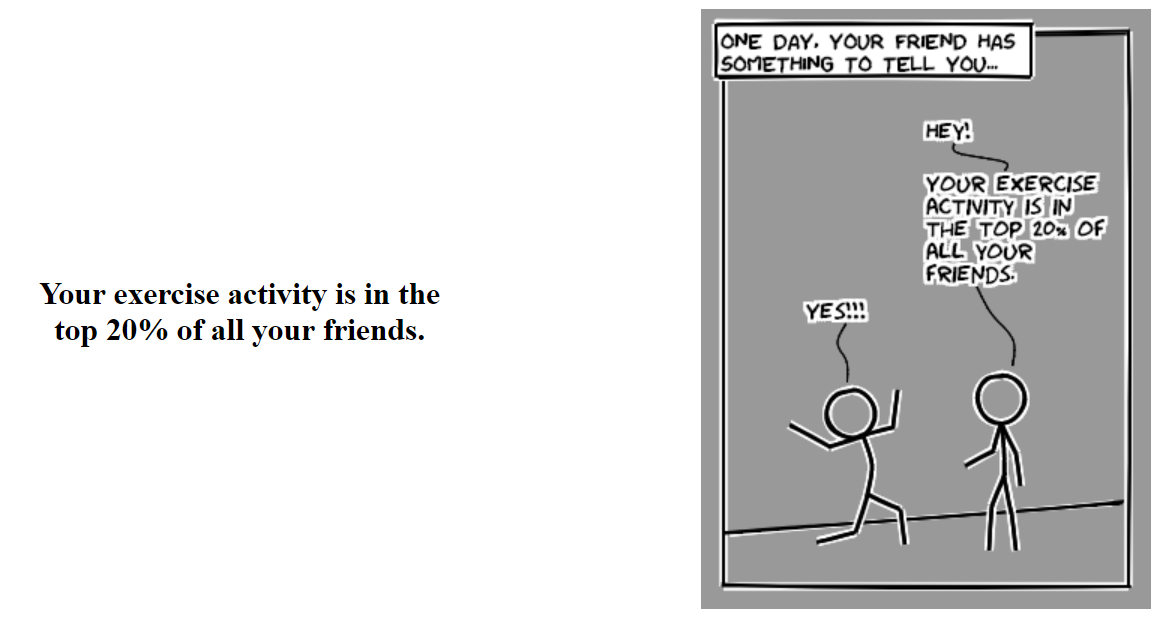 Your exercise activity is in the
top 20% of all your friends.
ONE DAY, YOUR FRIEND HAS
SOMETHING TO TELL YOU...
HEY!
YOUR EXERCISE
ACTIVITY IS IN
THE TOP 20% OF
ALL YOUR
FRIENDS.
YES!!!